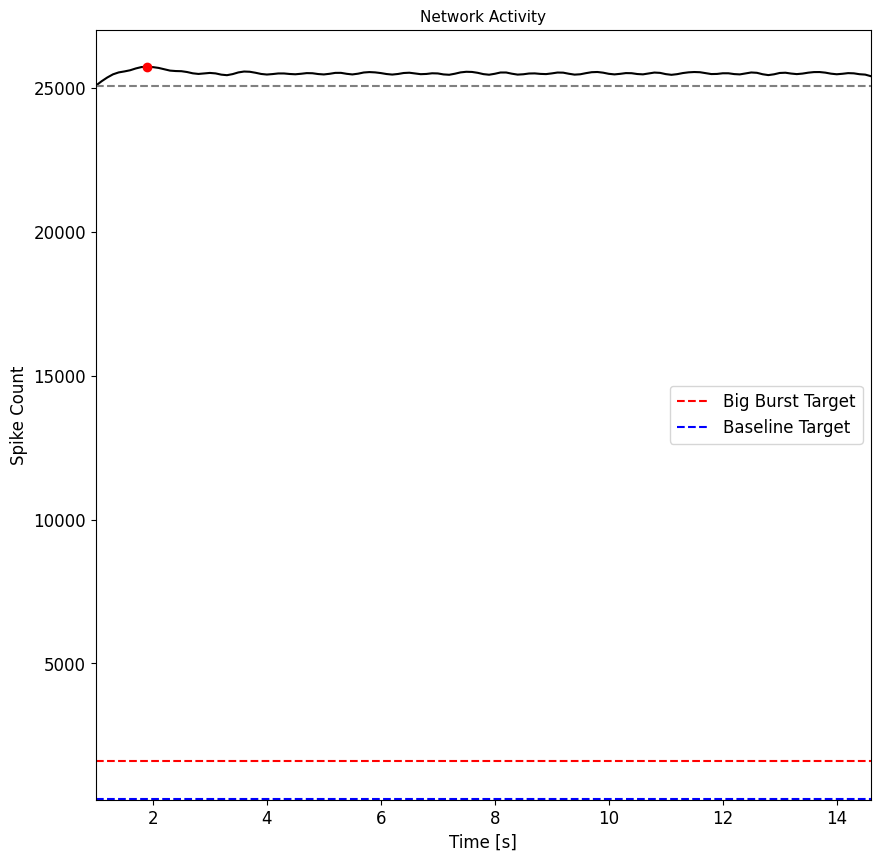 Network Activity
25000
20000
15000
10000
5000
Spike Count
Big Burst Target
Baseline Target
2 4 6 8 10 12 14
Time [s]